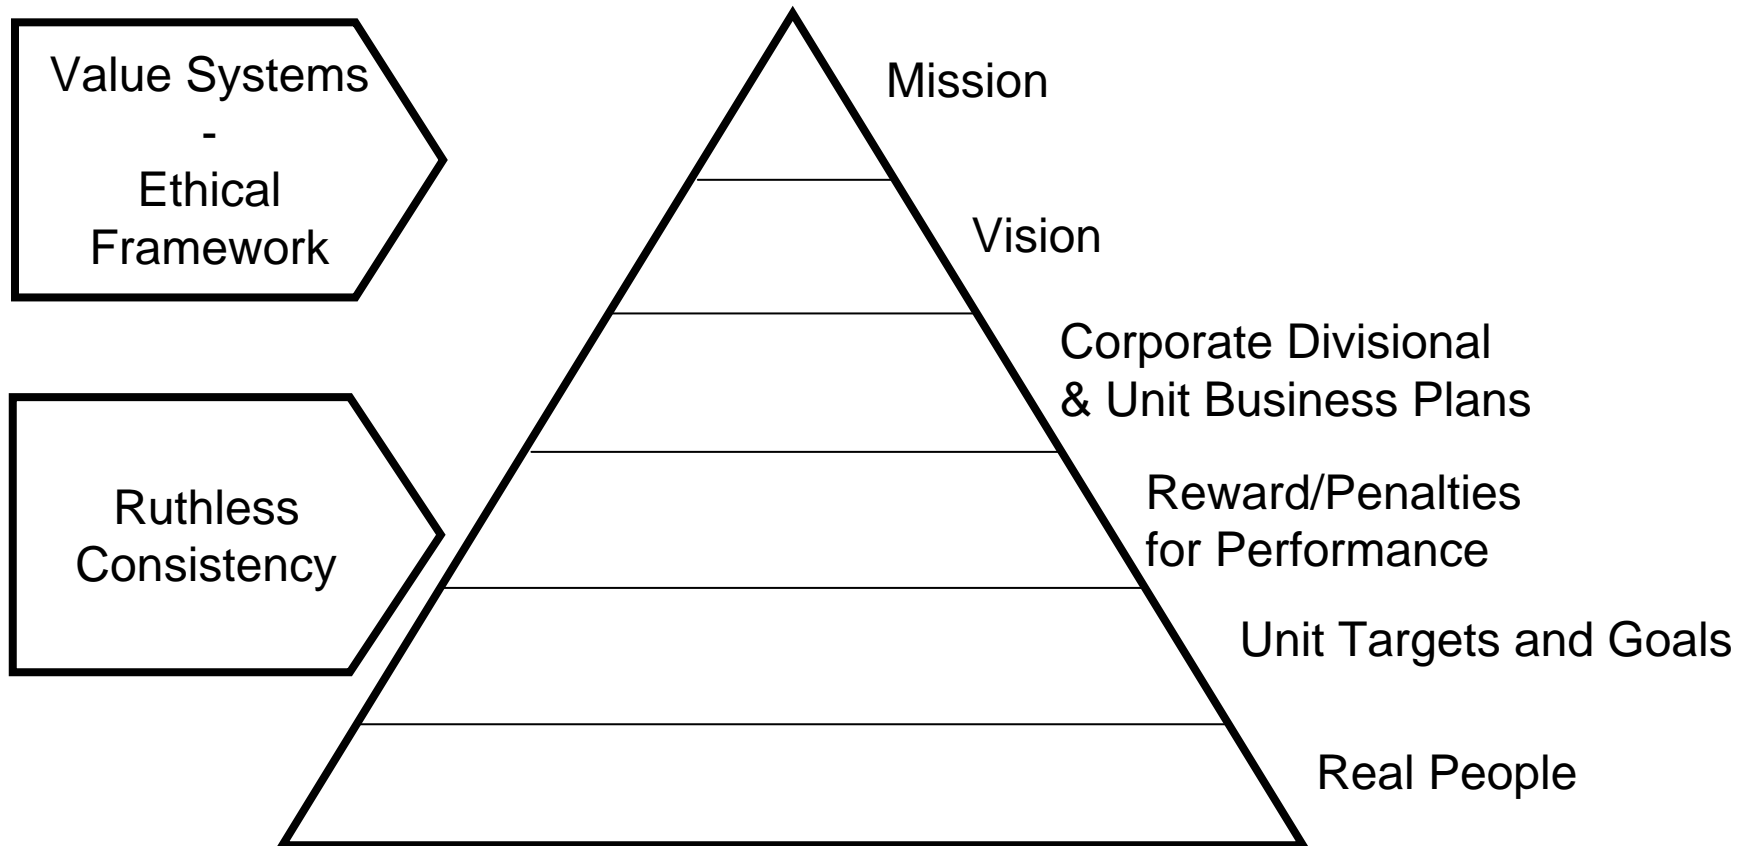 Value Systems
-
Ethical
Framework
Ruthless
Consistency
Mission
Vision
Corporate Divisional
& Unit Business Plans
Reward/Penalties
for Performance
Unit Targets and Goals
Real People